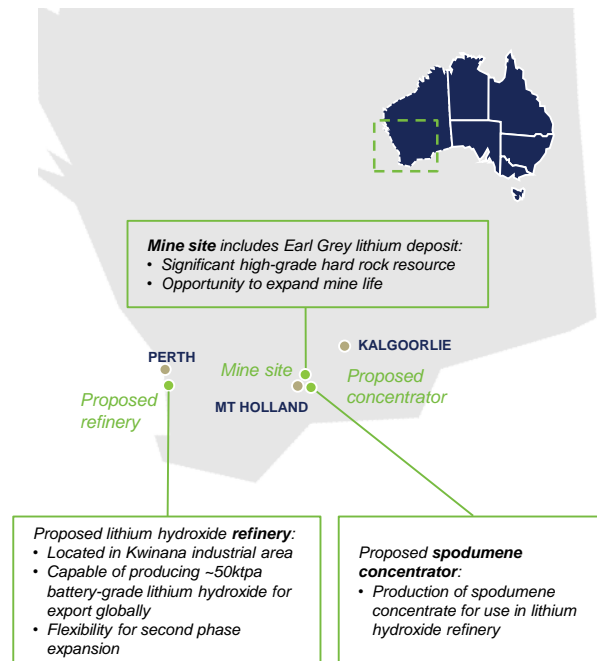 Mine site includes Earl Grey lithium deposit:
• Significant high-grade hard rock resource
• Opportunity to expand mine life
KALGOORLIE
PERTH
Mine site
Proposed
concentrator
Proposed
refinery
MT HOLLAND
Proposed lithium hydroxide refinery:
• Located in Kwinana industrial area
• Capable of producing ~50ktpa
battery-grade lithium hydroxide for
export globally
• Flexibility for second phase
expansion
Proposed spodumene
concentrator:
• Production of spodumene
concentrate for use in lithium
hydroxide refinery